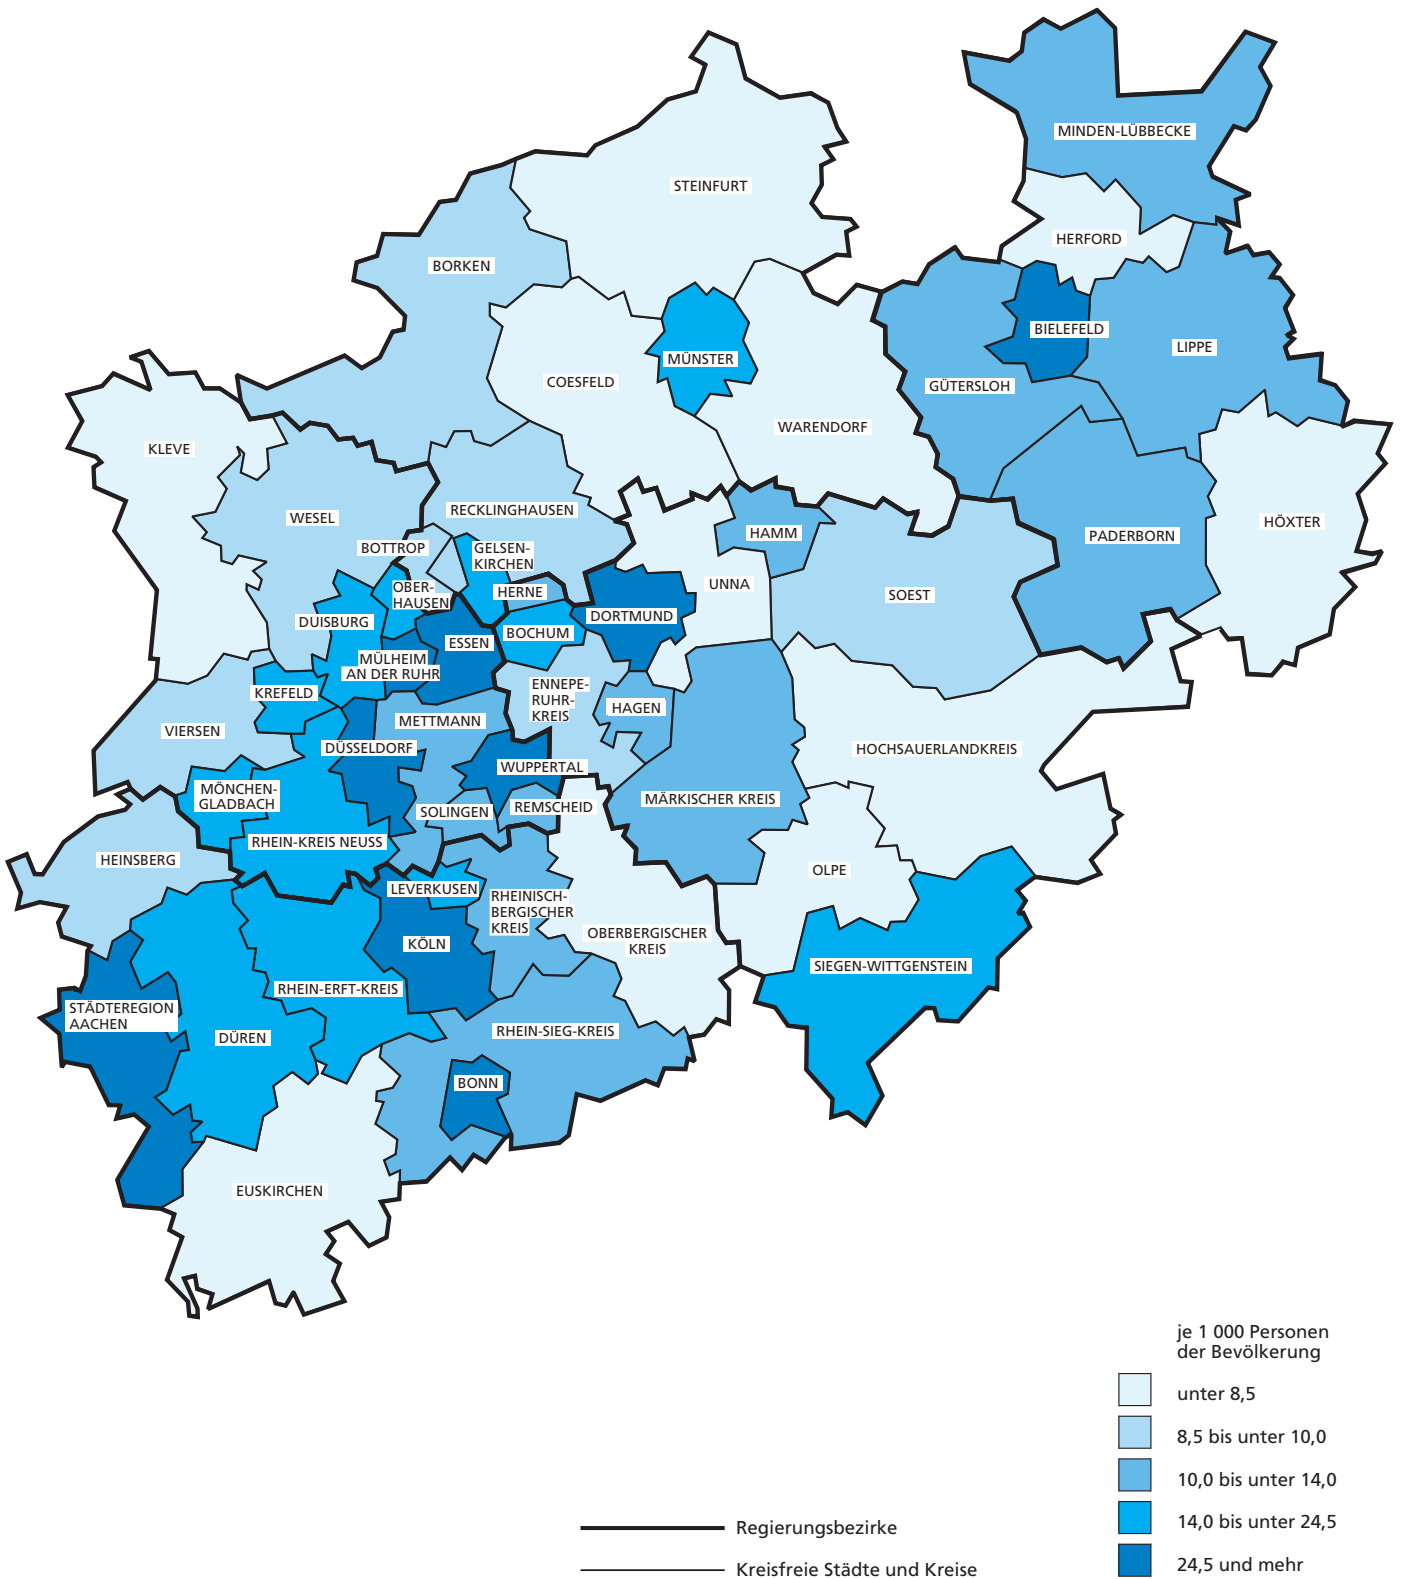 MINDEN-LÜBBECKE
STEINFURT
HERFORD
BORKEN
BIELEFELD
LIPPE
MÜNSTER
COESFELD
GÜTERSLOH
WARENDORF
KLEVE
RECKLINGHAUSEN
WESEL
HÖXTER
HAMM
PADERBORN
BOTTROP
GELSEN-
KIRCHEN
UNNA
OBER-
HAUSEN
HERNE
SOEST
DORTMUND
DUISBURG
BOCHUM
ESSEN
MÜLHEIM
AN DER RUHR
KREFELD
ENNEPE-
RUHR-
KREIS
HAGEN
METTMANN
VIERSEN
DÜSSELDORF
HOCHSAUERLANDKREIS
WUPPERTAL
MÖNCHEN-
GLADBACH
MÄRKISCHER KREIS
REMSCHEID
SOLINGEN
RHEIN-KREIS NEUSS
HEINSBERG
OLPE
LEVERKUSEN
RHEINISCH-
BERGISCHER
KREIS
OBERBERGISCHER
KREIS
KÖLN
SIEGEN-WITTGENSTEIN
RHEIN-ERFT-KREIS
STÄDTEREGION
AACHEN
RHEIN-SIEG-KREIS
DÜREN
BONN
EUSKIRCHEN
je 1 000 Personen
der Bevölkerung
unter 8,5
8,5 bis unter 10,0
10,0 bis unter 14,0
14,0 bis unter 24,5
24,5 und mehr
Regierungsbezirke
Kreisfreie Städte und Kreise